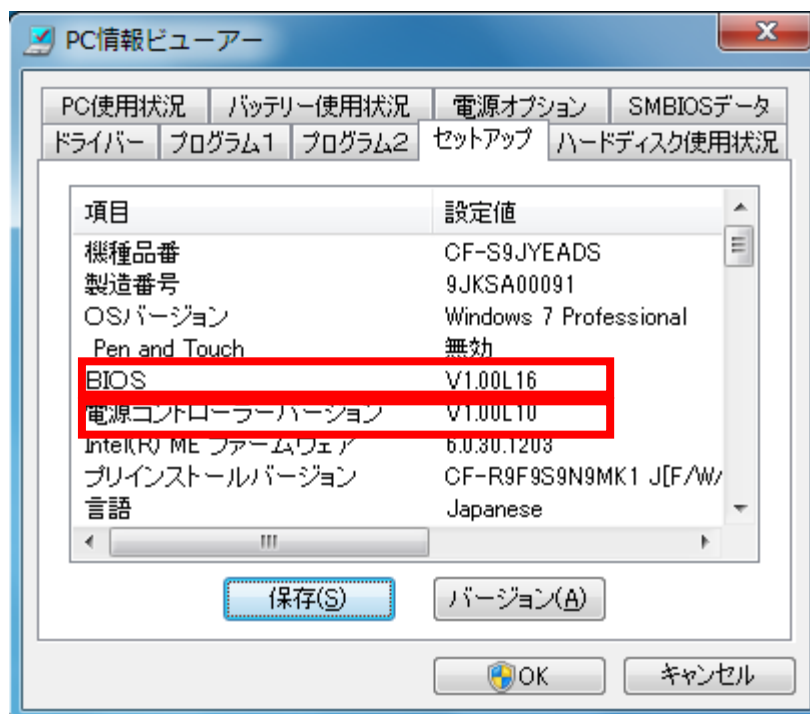 PC情報ビューアー
PC使用状況 バッテリー使用状況 電源オプション SMBIOSデータ
ドライバー プログラム1 プログラム2 セットアップ ハードディスク使用状況
項目 設定値
機種品番 CF-S9JYEADS
製造番号 9JKSA00091
OSバージョン Windows 7 Professional
Pen and Touch 無効
BIOS V1.00L16
電源コントローラーバージョン V1.00L10
Intel(R) ME ファームウェア 6.0.30.1203
プリインストールバージョン CF-R9F9S9N9MK1 J[F/W/
言語 Japanese
保存(S) バージョン(A)
OK キャンセル